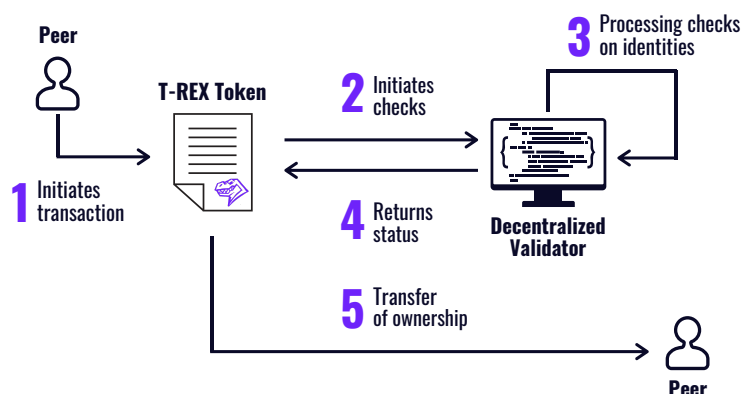 Peer
T-REX Token
1 Initiates
transaction
2 Initiates
checks
3 Processing checks
on identities
4 Returns
status
Decentralized
Validator
5 Transfer
of ownership
Peer